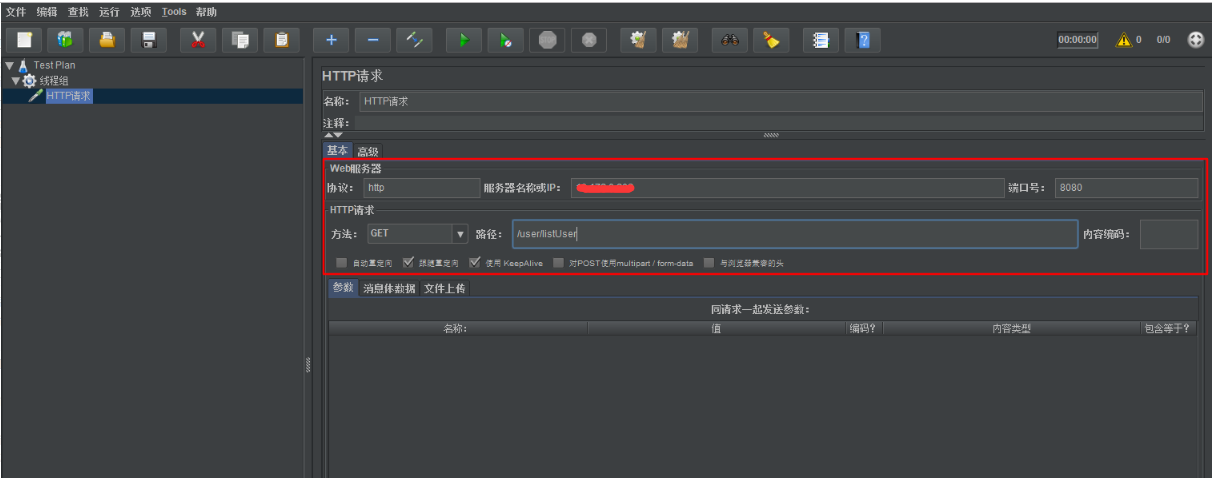 文件 编辑 查找 运行 选项 Tools 帮助
00:00:00 0 0/0
Test Plan
线程组
HTTP请求
HTTP请求
名称: HTTP请求
注释:
基本 高级
Web服务器
协议: http 服务器名称或IP: 端口号: 8080
HTTP请求
方法: GET 路径: /user/listUser 内容编码:
自动重定向 跟随重定向 使用 KeepAlive 对POST使用multipart / form-data 与浏览器兼容的头
参数 消息体数据 文件上传
同请求一起发送参数:
名称: 值 编码? 内容类型 包含等于?